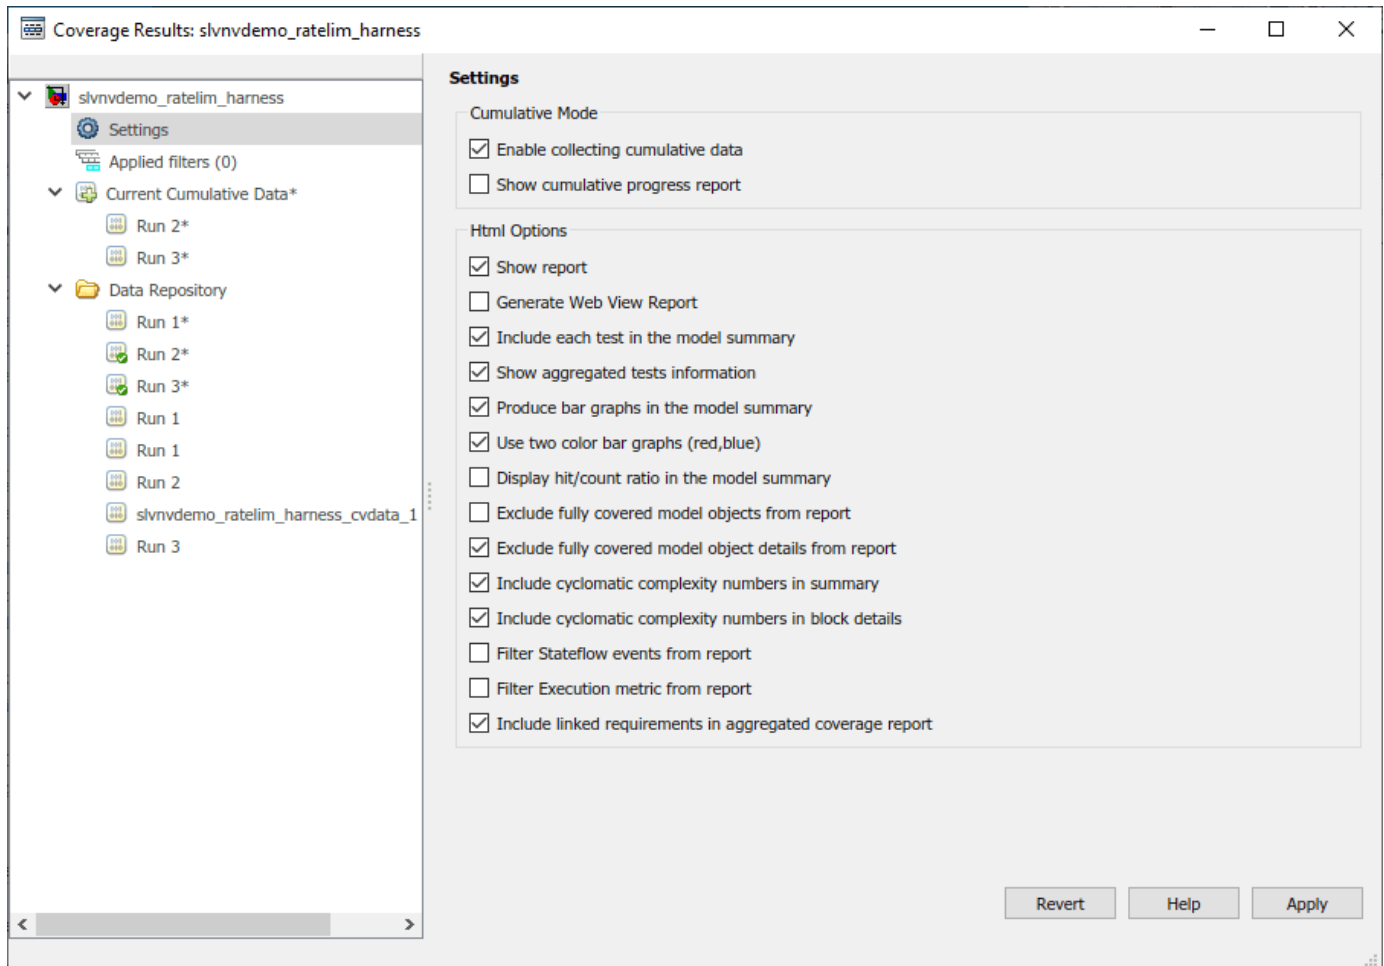 Coverage Results: slvnvdemo_ratelim_harness
slvnvdemo_ratelim_harness
Settings
Applied filters (0)
Current Cumulative Data*
Run 2*
Run 3*
Data Repository
Run 1*
Run 2*
Run 3*
Run 1
Run 1
Run 2
slvnvdemo_ratelim_harness_cvdata_1
Run 3
Settings
Cumulative Mode
Enable collecting cumulative data
Show cumulative progress report
Html Options
Show report
Generate Web View Report
Include each test in the model summary
Show aggregated tests information
Produce bar graphs in the model summary
Use two color bar graphs (red,blue)
Display hit/count ratio in the model summary
Exclude fully covered model objects from report
Exclude fully covered model object details from report
Include cyclomatic complexity numbers in summary
Include cyclomatic complexity numbers in block details
Filter Stateflow events from report
Filter Execution metric from report
Include linked requirements in aggregated coverage report
Revert Help Apply